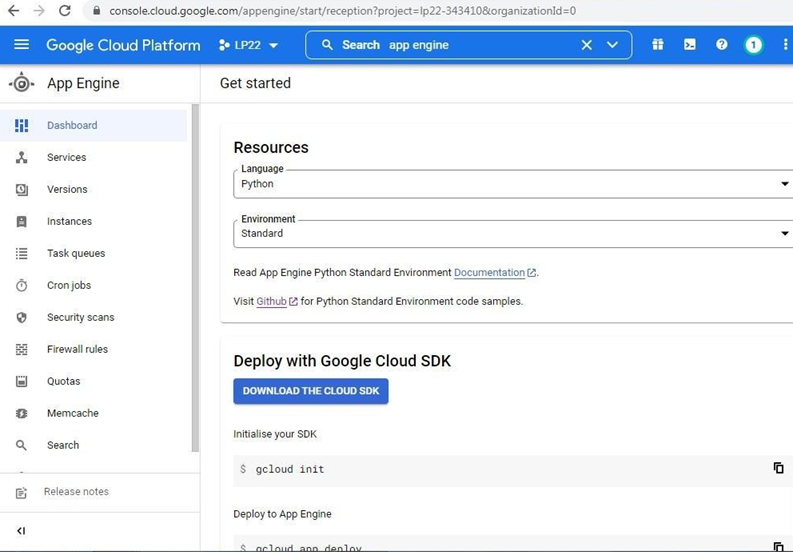 console.cloud.google.com/appengine/start/reception?project=lp22-343410&organizationId=0
Google Cloud Platform LP22 Search app engine 1
App Engine Get started
Dashboard
Services
Versions
Instances
Task queues
Cron jobs
Security scans
Firewall rules
Quotas
Memcache
Search
Release notes
Resources
Language
Python
Environment
Standard
Read App Engine Python Standard Environment Documentation.
Visit Github for Python Standard Environment code samples.
Deploy with Google Cloud SDK
DOWNLOAD THE CLOUD SDK
Initialise your SDK
$ gcloud init
Deploy to App Engine
$ gcloud app deploy